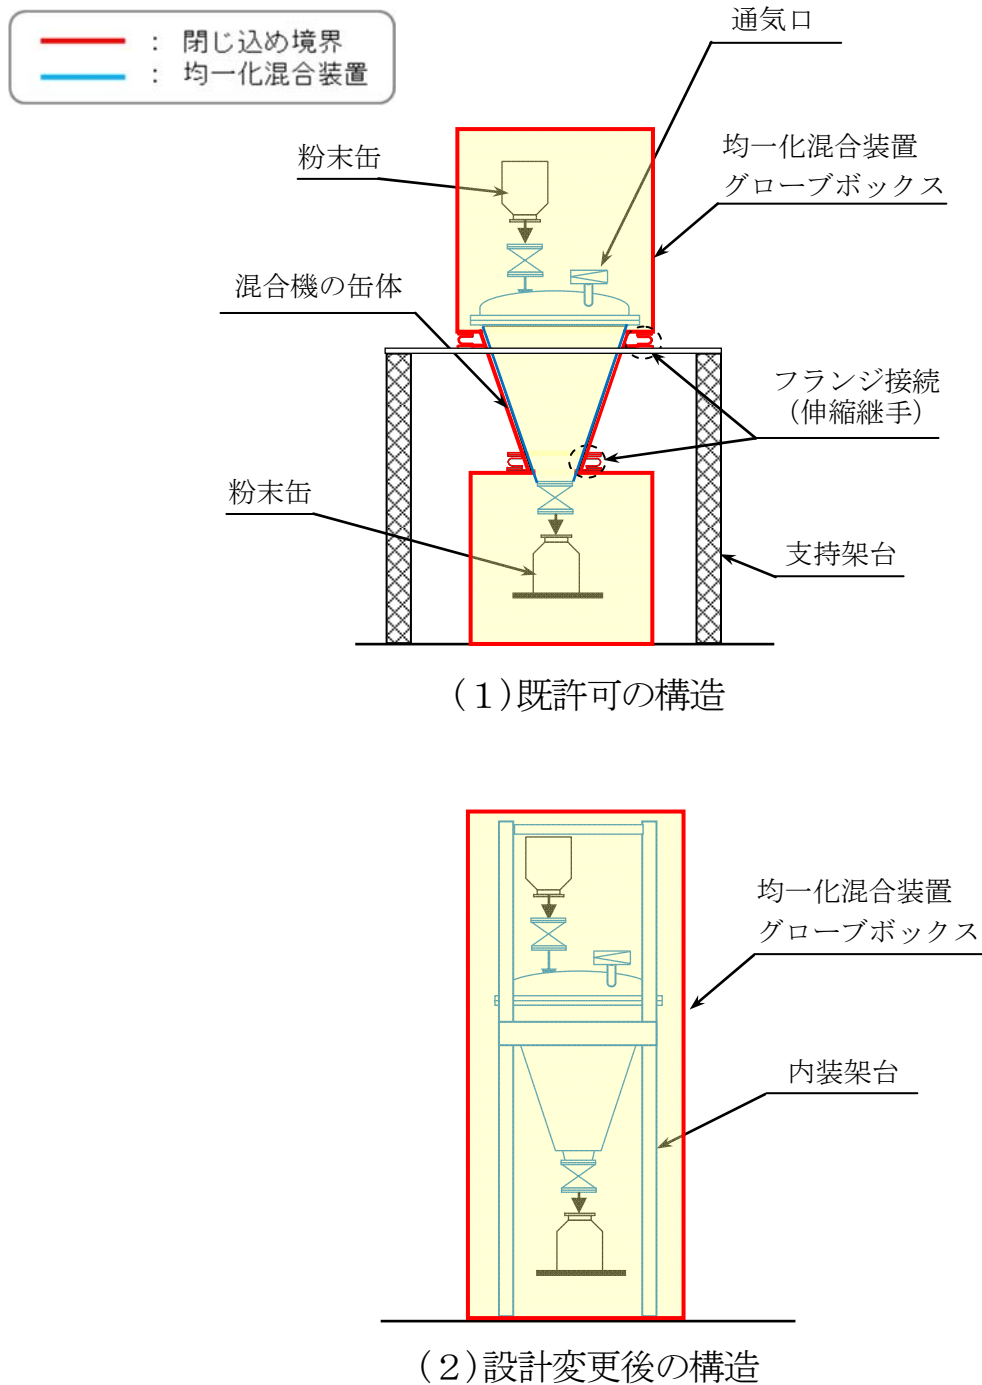 ：閉じ込め境界
：均一化混合装置
通気口
粉末缶
均一化混合装置
グローブボックス
混合機の缶体
フランジ接続
（伸縮継手）
粉末缶
支持架台
（１）既許可の構造
均一化混合装置
グローブボックス
内装架台
（２）設計変更後の構造